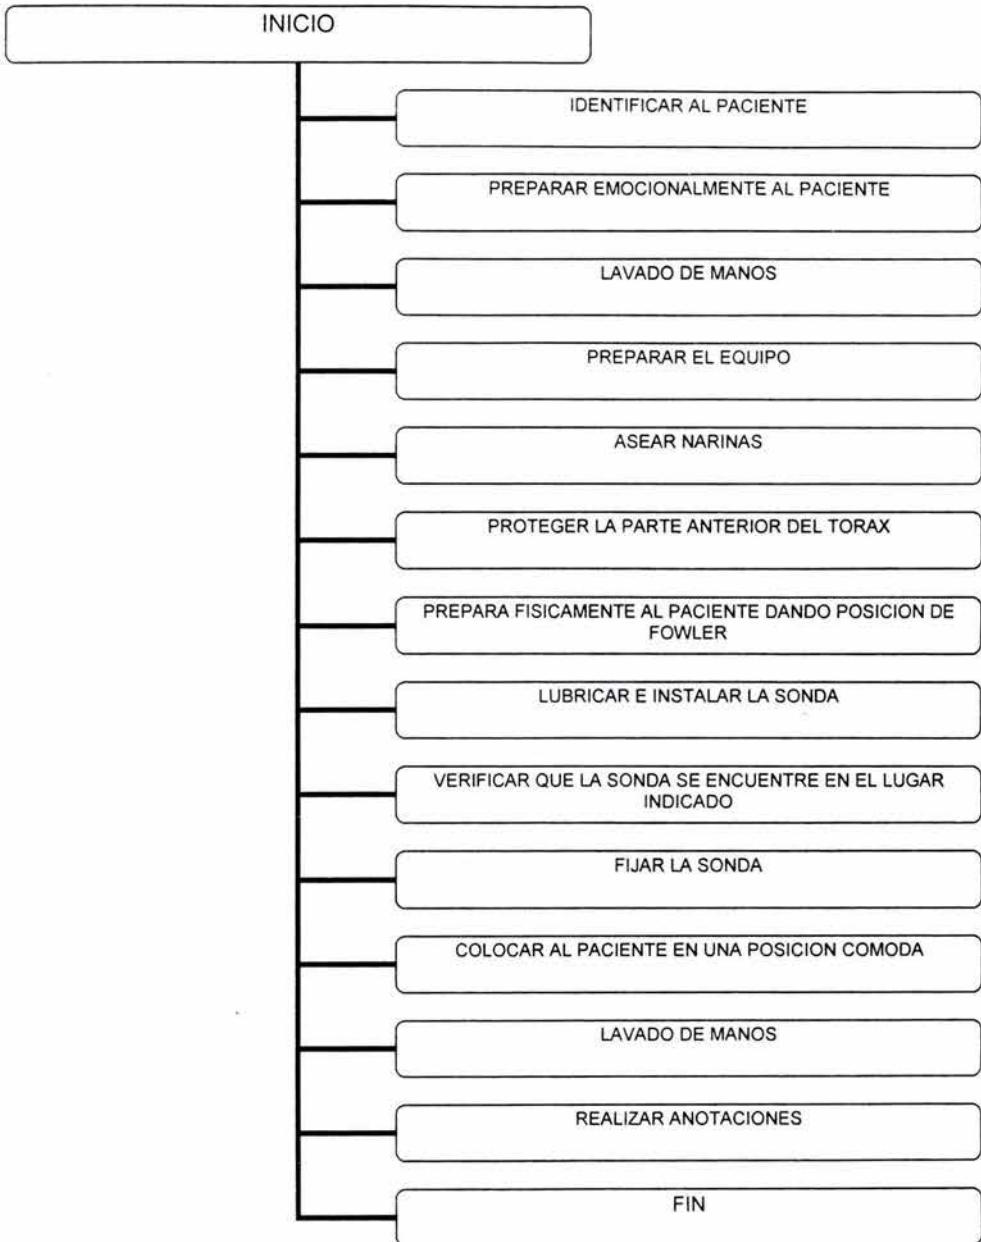 INICIO
IDENTIFICAR AL PACIENTE
PREPARAR EMOCIONALMENTE AL PACIENTE
LAVADO DE MANOS
PREPARAR EL EQUIPO
ASEAR NARINAS
PROTEGER LA PARTE ANTERIOR DEL TORAX
PREPARA FISICAMENTE AL PACIENTE DANDO POSICION DE
FOWLER
LUBRICAR E INSTALAR LA SONDA
VERIFICAR QUE LA SONDA SE ENCUENTRE EN EL LUGAR
INDICADO
FIJAR LA SONDA
COLOCAR AL PACIENTE EN UNA POSICION COMODA
LAVADO DE MANOS
REALIZAR ANOTACIONES
FIN